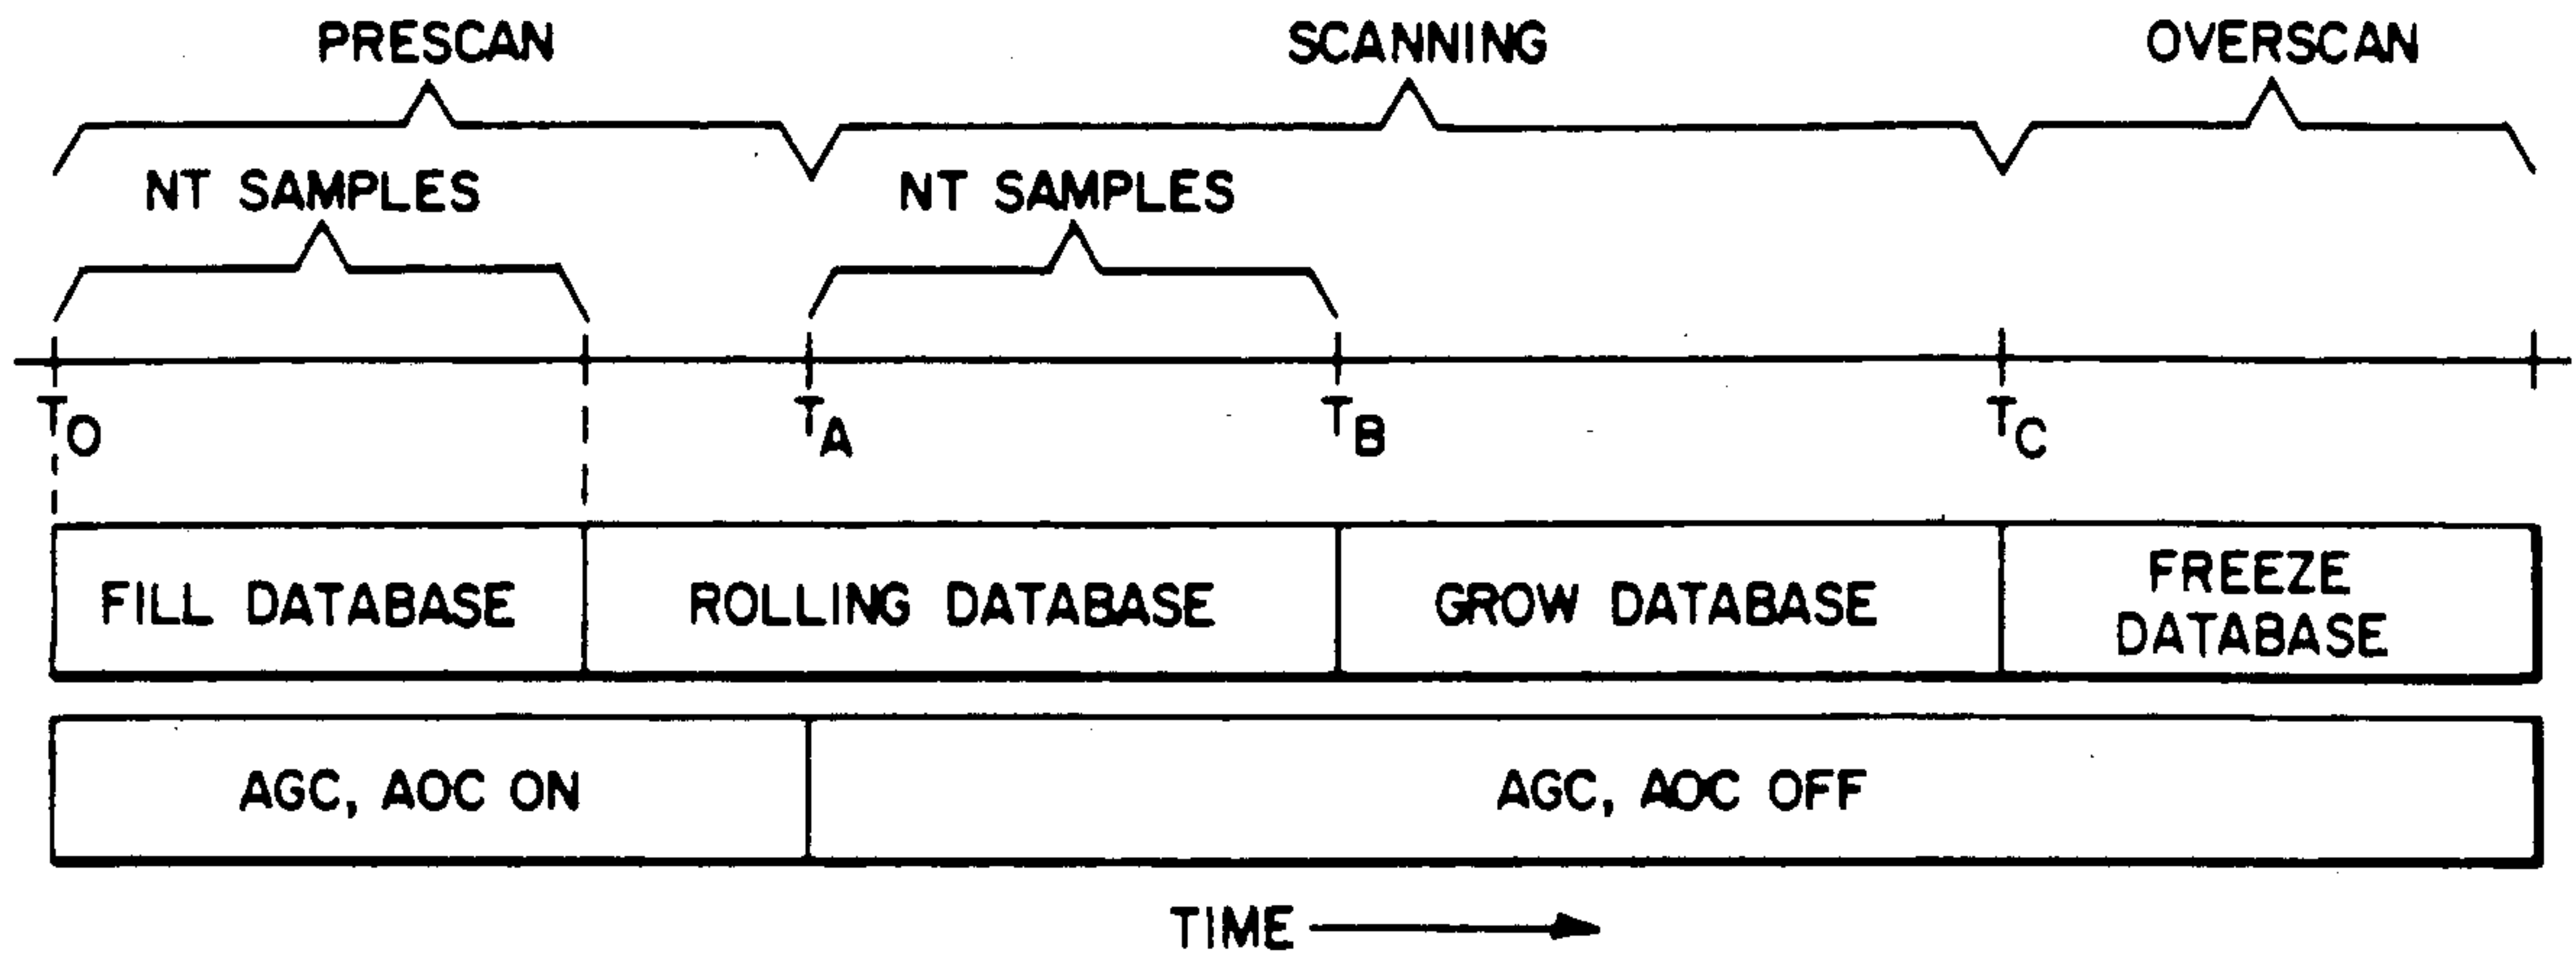 PRESCAN
SCANNING
OVERSCAN
NT SAMPLES
NT SAMPLES
TO
TA
TB
TC
FILL DATABASE
ROLLING DATABASE
GROW DATABASE
FREEZE
DATABASE
AGC, AOC ON
AGC, AOC OFF
TIME